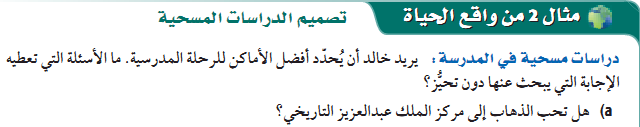 مثال 2 من واقع الحياة تصميم الدراسات المسحية
دراسات مسحية في المدرسة: يريد خالد أن يُحدّد أفضل الأماكن للرحلة المدرسية. ما الأسئلة التي تعطيه
الإجابة التي يبحث عنها دون تحيُّز؟
a) هل تحب الذهاب إلى مركز الملك عبدالعزيز التاريخي؟